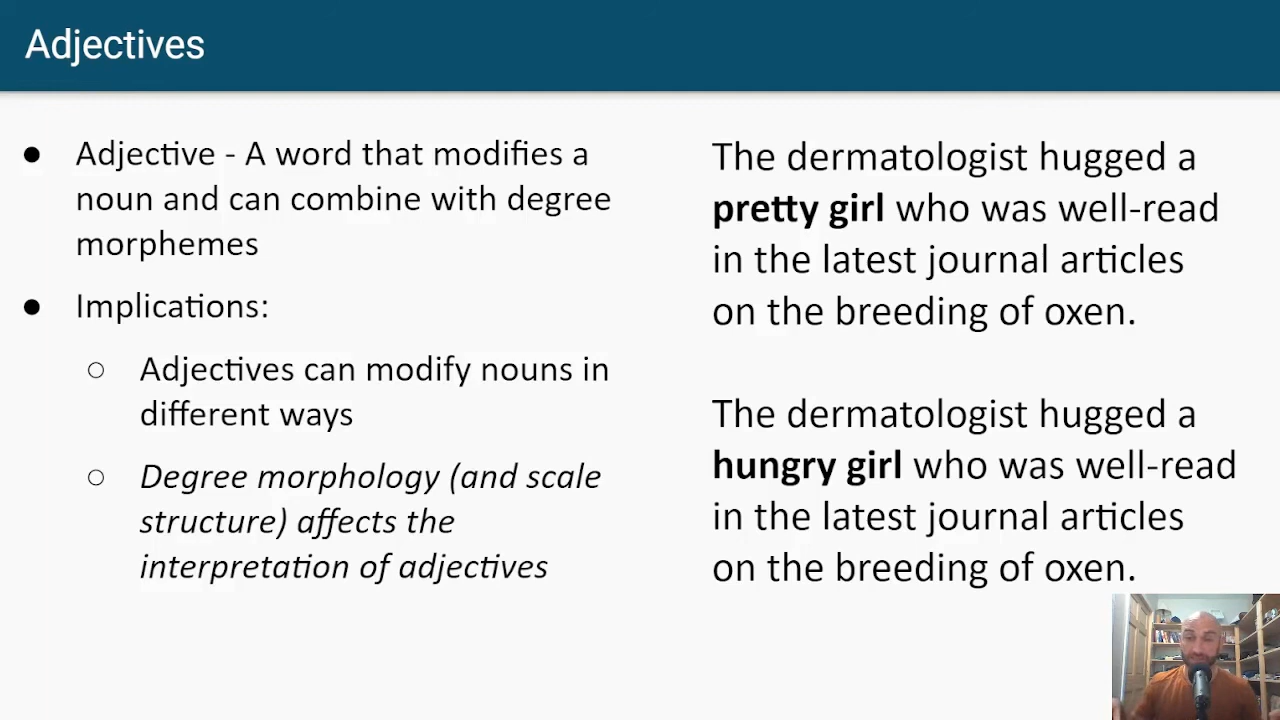 Adjectives
● Adjective - A word that modifies a
noun and can combine with degree
morphemes
● Implications:
○ Adjectives can modify nouns in
different ways
○ Degree morphology (and scale
structure) affects the
interpretation of adjectives
The dermatologist hugged a
pretty girl who was well-read
in the latest journal articles
on the breeding of oxen.
The dermatologist hugged a
hungry girl who was well-read
in the latest journal articles
on the breeding of oxen.